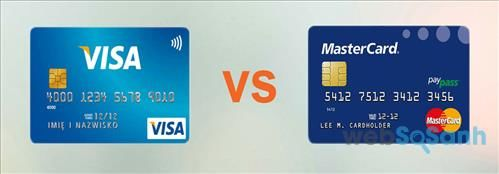 VISA
4000 1234 5678 9010
4000
12/12
IMIĘ I NAZWISKO
VISA
VS
MasterCard
paypass
5412 7512 3412 3456
1472
12-12
LEE M. CARDHOLDER
MasterCard
webSoSanh